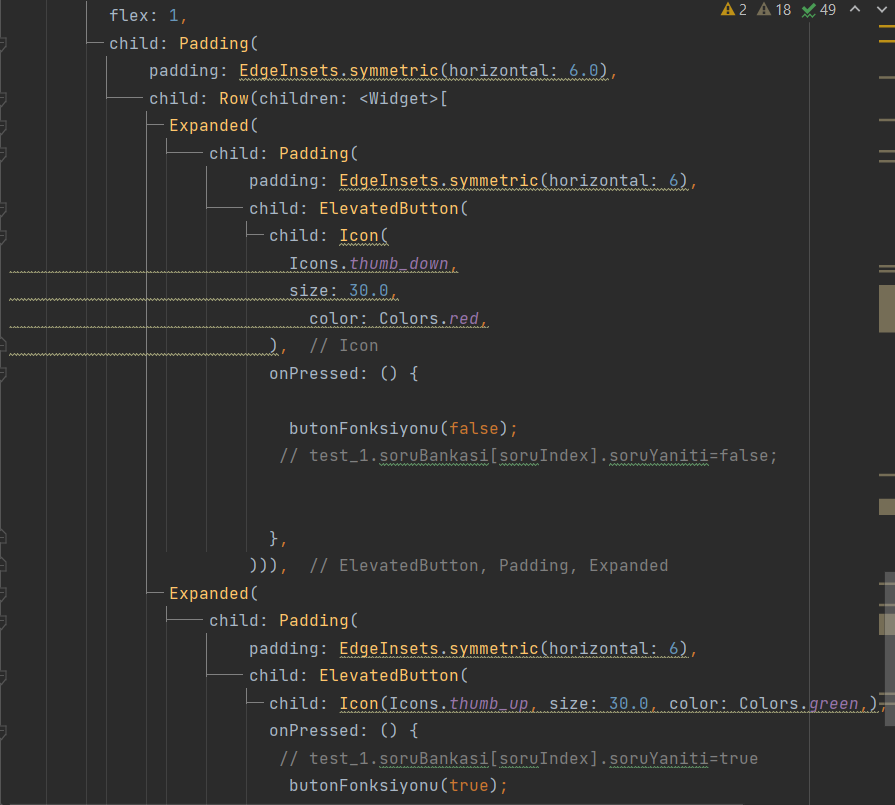 2 18 49
flex: 1,
child: Padding(
padding: EdgeInsets.symmetric(horizontal: 6.0),
child: Row(children: <Widget>[
Expanded(
child: Padding(
padding: EdgeInsets.symmetric(horizontal: 6),
child: ElevatedButton(
child: Icon(
Icons.thumb_down,
size: 30.0,
color: Colors.red,
), // Icon
onPressed: () {
butonFonksiyonu(false);
// test_1.soruBankasi[soruIndex].soruYaniti=false;
},
))), // ElevatedButton, Padding, Expanded
Expanded(
child: Padding(
padding: EdgeInsets.symmetric(horizontal: 6),
child: ElevatedButton(
child: Icon(Icons.thumb_up, size: 30.0, color: Colors.green,),
onPressed: () {
// test_1.soruBankasi[soruIndex].soruYaniti=true
butonFonksiyonu(true);